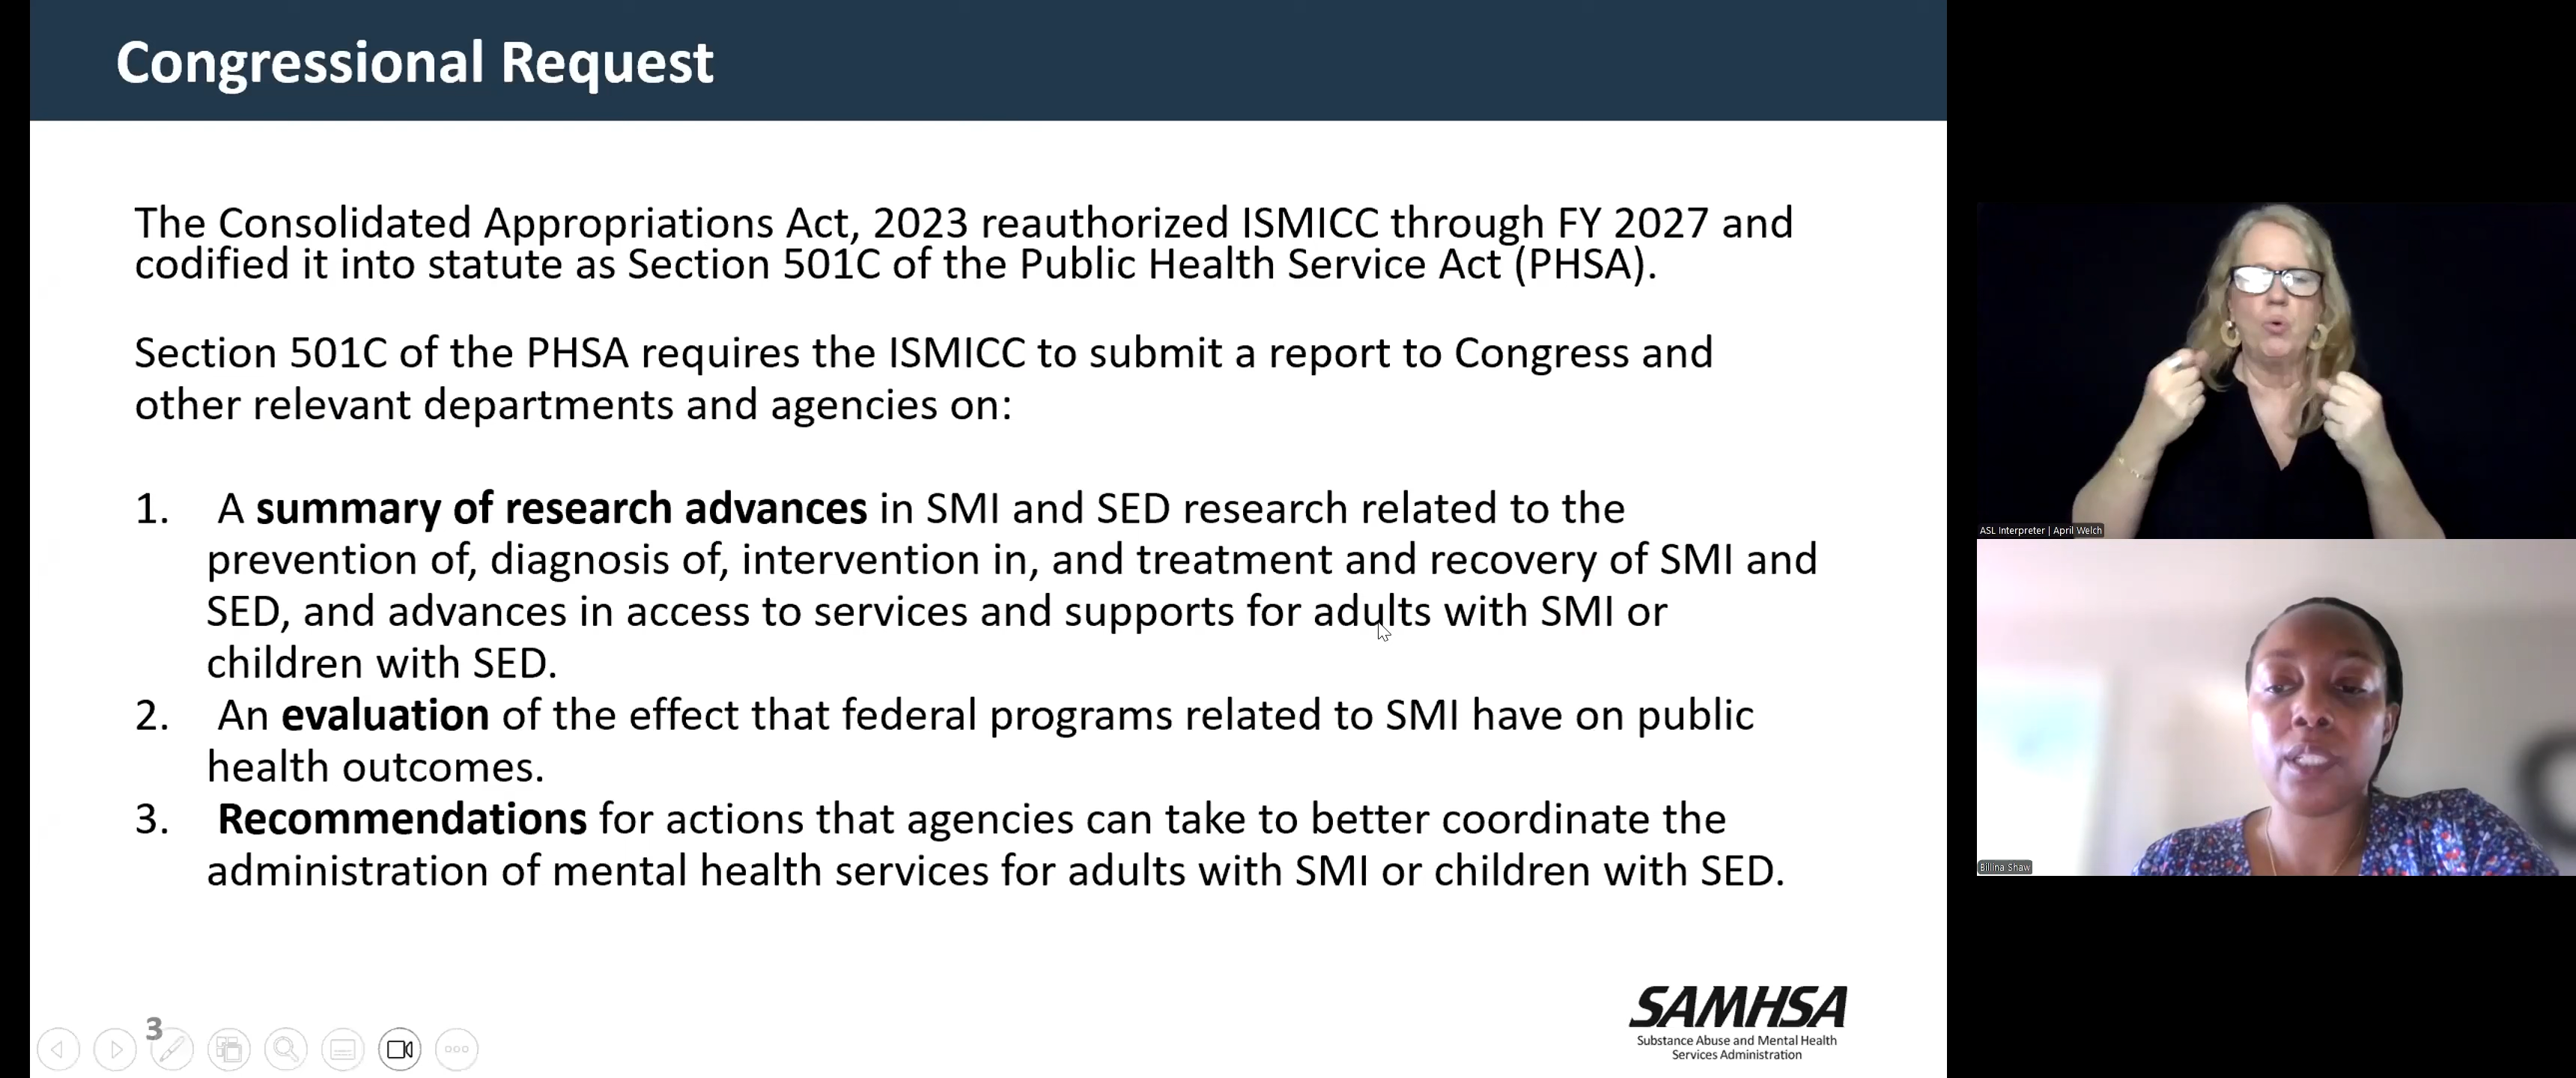 Congressional Request
The Consolidated Appropriations Act, 2023 reauthorized ISMICC through FY 2027 and
codified it into statute as Section 501C of the Public Health Service Act (PHSA).
Section 501C of the PHSA requires the ISMICC to submit a report to Congress and
other relevant departments and agencies on:
1. A summary of research advances in SMI and SED research related to the
prevention of, diagnosis of, intervention in, and treatment and recovery of SMI and
SED, and advances in access to services and supports for adults with SMI or
children with SED.
2. An evaluation of the effect that federal programs related to SMI have on public
health outcomes.
3. Recommendations for actions that agencies can take to better coordinate the
administration of mental health services for adults with SMI or children with SED.
3
SAMHSA
Substance Abuse and Mental Health
Services Administration
ASL Interpreter | April Welch
Billina Shaw